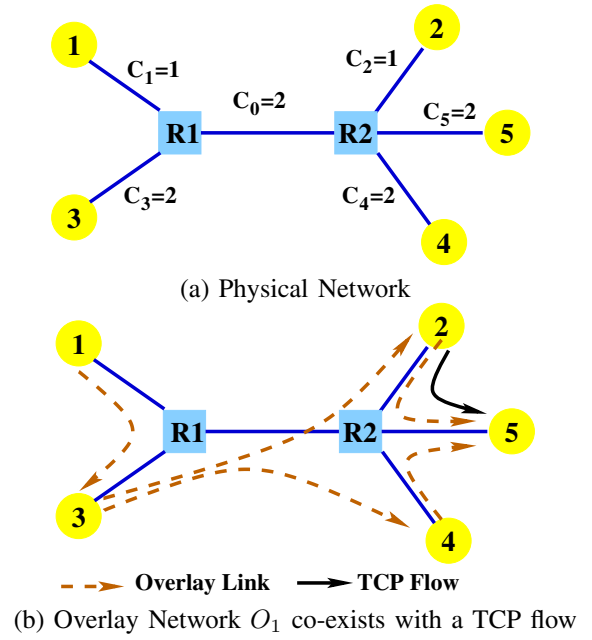 1
2
C₁=1
C₂=1
C₀=2
C₅=2
R1
R2
5
C₃=2
C₄=2
3
4
(a) Physical Network
1
2
R1
R2
5
3
4
Overlay Link
TCP Flow
(b) Overlay Network O₁ co-exists with a TCP flow